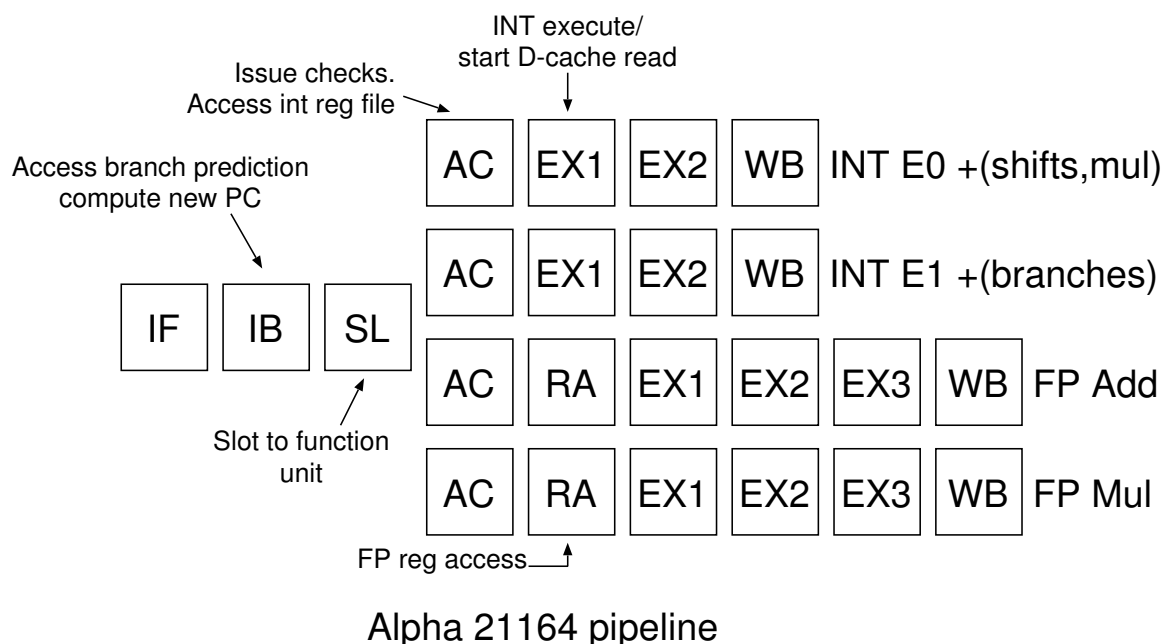 INT execute/
start D-cache read
Issue checks.
Access int reg file
AC EX1 EX2 WB INT E0 +(shifts,mul)
Access branch prediction
compute new PC
AC EX1 EX2 WB INT E1 +(branches)
IF IB SL
AC RA EX1 EX2 EX3 WB FP Add
Slot to function
unit
AC RA EX1 EX2 EX3 WB FP Mul
FP reg access
Alpha 21164 pipeline